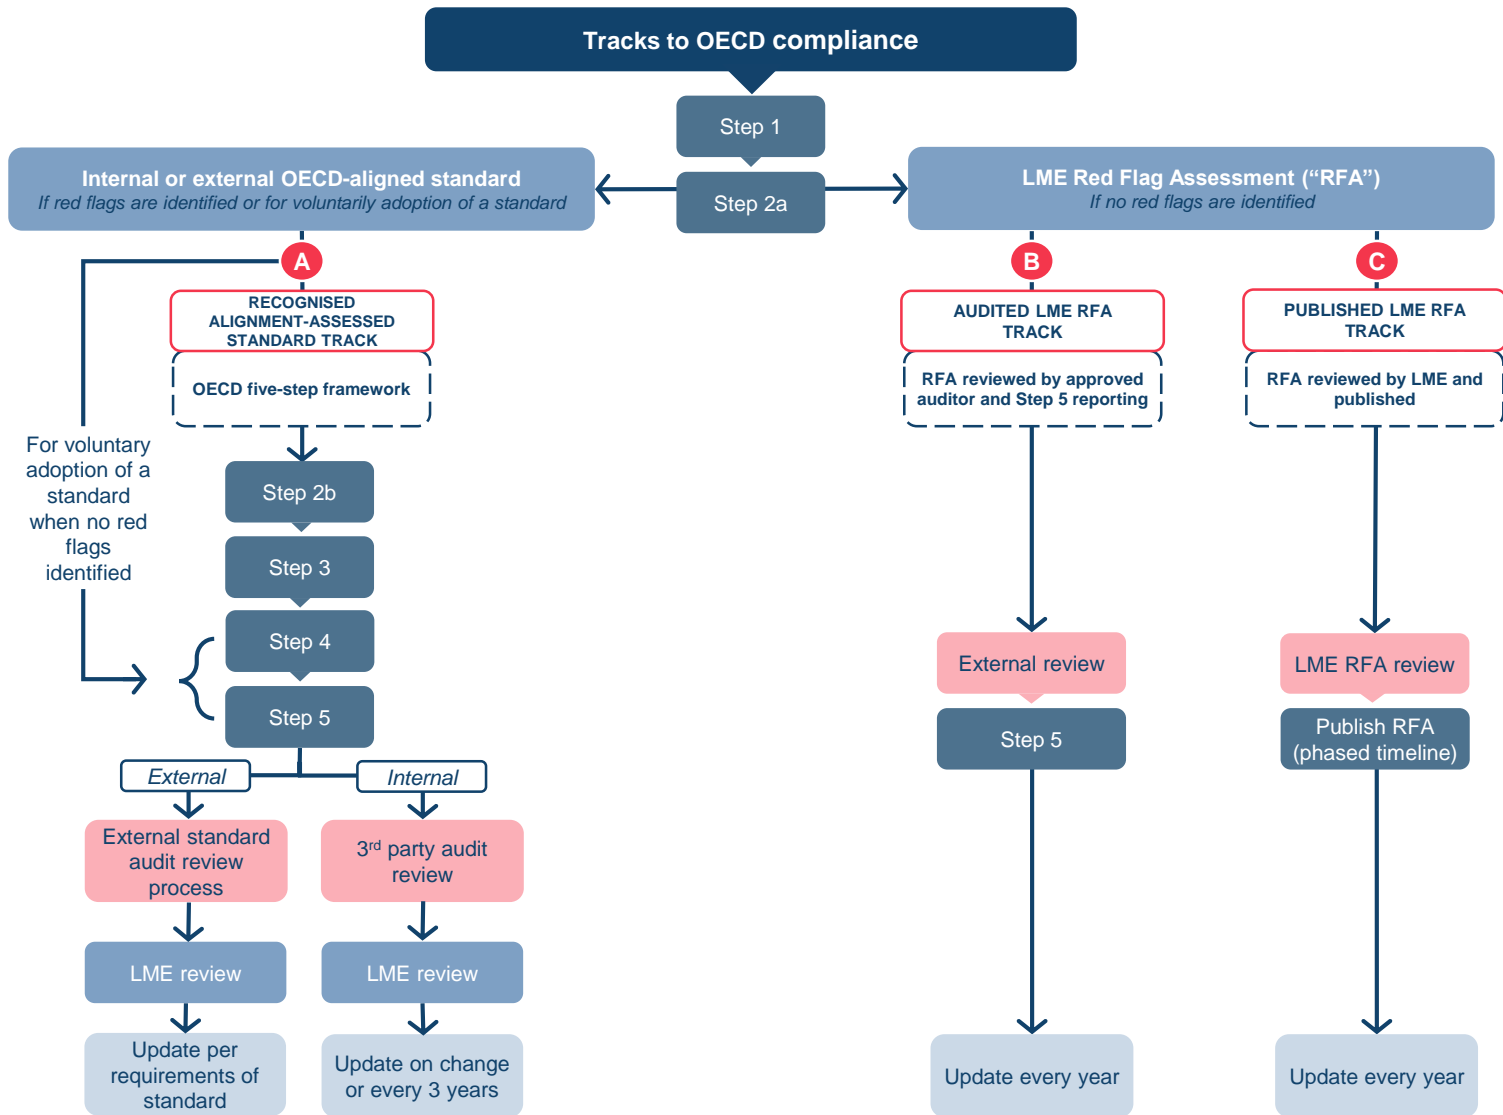 Tracks to OECD compliance
Step 1
Step 2a
Internal or external OECD-aligned standard
If red flags are identified or for voluntarily adoption of a standard
LME Red Flag Assessment (“RFA”)
If no red flags are identified
A
RECOGNISED
ALIGNMENT-ASSESSED
STANDARD TRACK
OECD five-step framework
For voluntary
adoption of a
standard
when no red
flags
identified
Step 2b
Step 3
Step 4
Step 5
External
Internal
External standard
audit review
process
3rd party audit
review
LME review
LME review
Update per
requirements of
standard
Update on change
or every 3 years
B
AUDITED LME RFA
TRACK
RFA reviewed by approved
auditor and Step 5 reporting
External review
Step 5
Update every year
C
PUBLISHED LME RFA
TRACK
RFA reviewed by LME and
published
LME RFA review
Publish RFA
(phased timeline)
Update every year